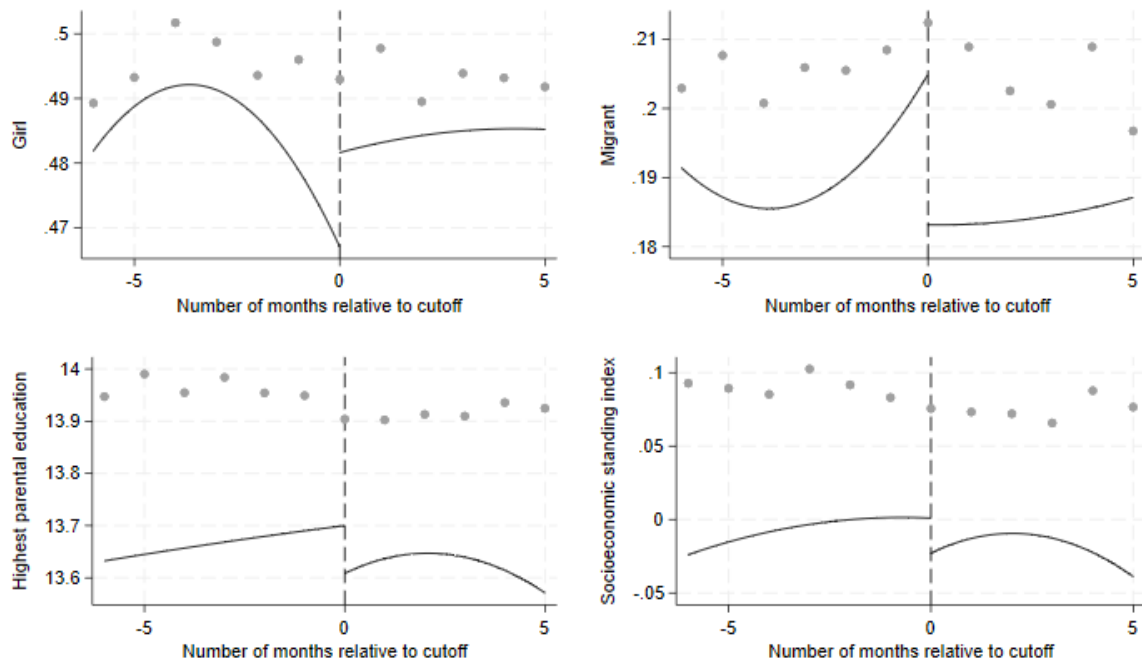 .5
.49
.48
.47
Girl
-5 0 5
Number of months relative to cutoff
.21
.2
.19
.18
Migrant
-5 0 5
Number of months relative to cutoff
14
13.9
13.8
13.7
13.6
Highest parental education
-5 0 5
Number of months relative to cutoff
.1
.05
0
-.05
Socioeconomic standing index
-5 0 5
Number of months relative to cutoff